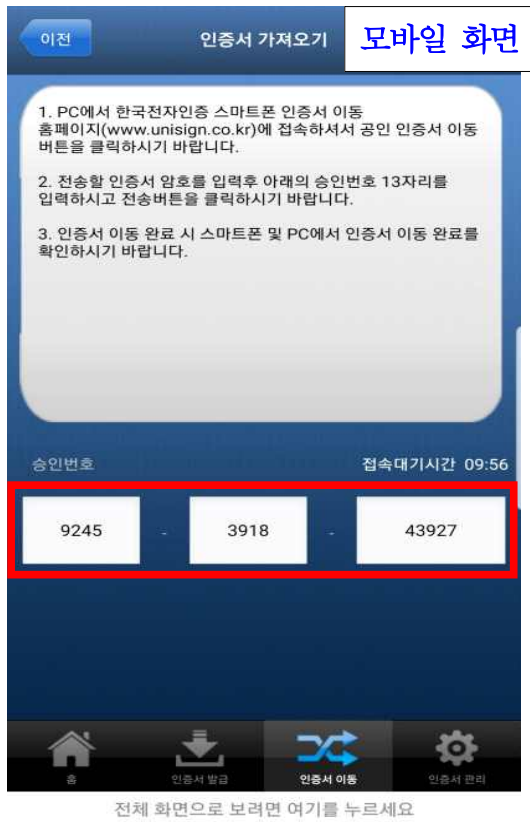 이전
인증서 가져오기
모바일 화면
1. PC에서 한국전자인증 스마트폰 인증서 이동
홈페이지(www.unisign.co.kr)에 접속하셔서 공인 인증서 이동
버튼을 클릭하시기 바랍니다.
2. 전송할 인증서 암호를 입력후 아래의 승인번호 13자리를
입력하시고 전송버튼을 클릭하시기 바랍니다.
3. 인증서 이동 완료 시 스마트폰 및 PC에서 인증서 이동 완료를
확인하시기 바랍니다.
승인번호 접속대기시간 09:56
9245 - 3918 - 43927
홈 인증서 발급 인증서 이동 인증서 관리
전체 화면으로 보려면 여기를 누르세요